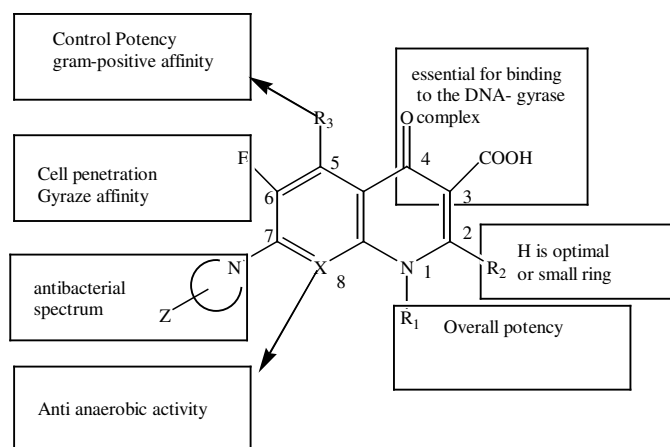 Control Potency
gram-positive affinity
essential for binding
to the DNA- gyrase
complex
R3
O
F
5
4
COOH
Cell penetration
Gyraze affinity
6
3
7
2
N
X
8
N
1
R2
H is optimal
or small ring
antibacterial
spectrum
Z
R1
Overall potency
Anti anaerobic activity